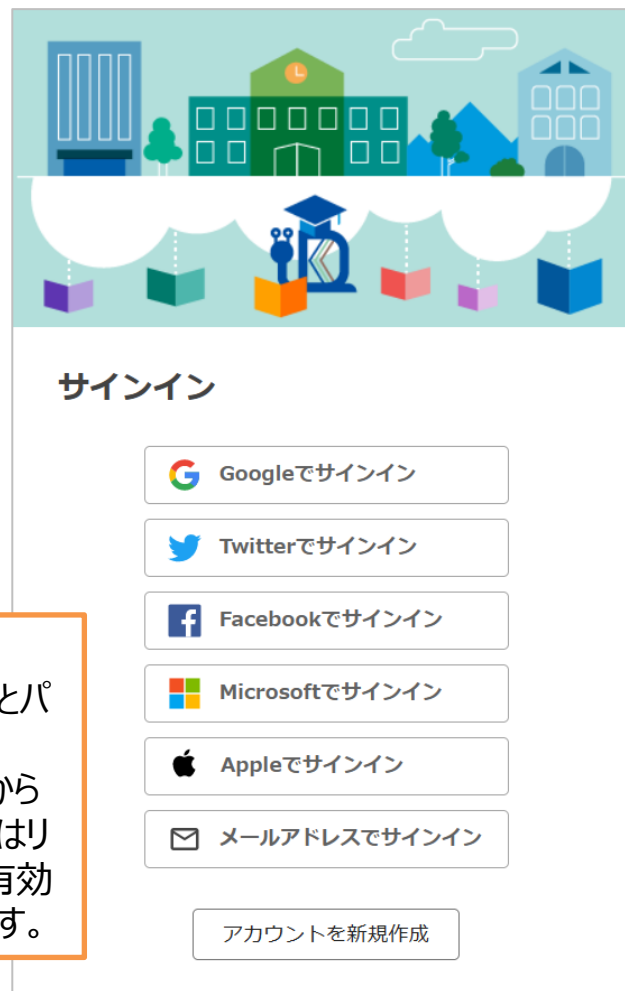 サインイン
Googleでサインイン
Twitterでサインイン
Facebookでサインイン
Microsoftでサインイン
Appleでサインイン
メールアドレスでサインイン
アカウントを新規作成
とパ
から
はリ
有効
す。